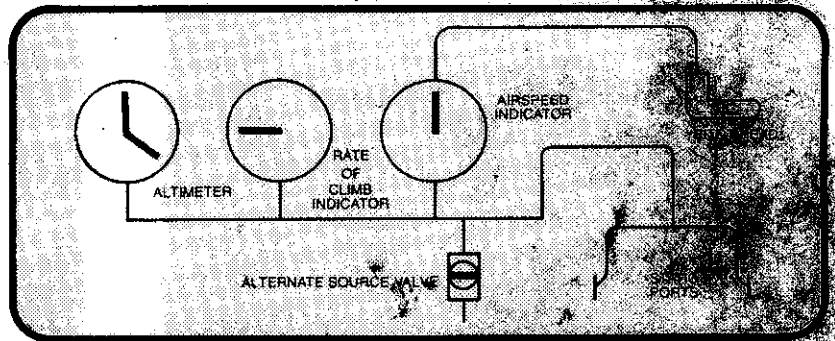 AIRSPEED
INDICATOR
RATE
OF
CLIMB
INDICATOR
ALTIMETER
ALTERNATE SOURCE VALVE
PORTS